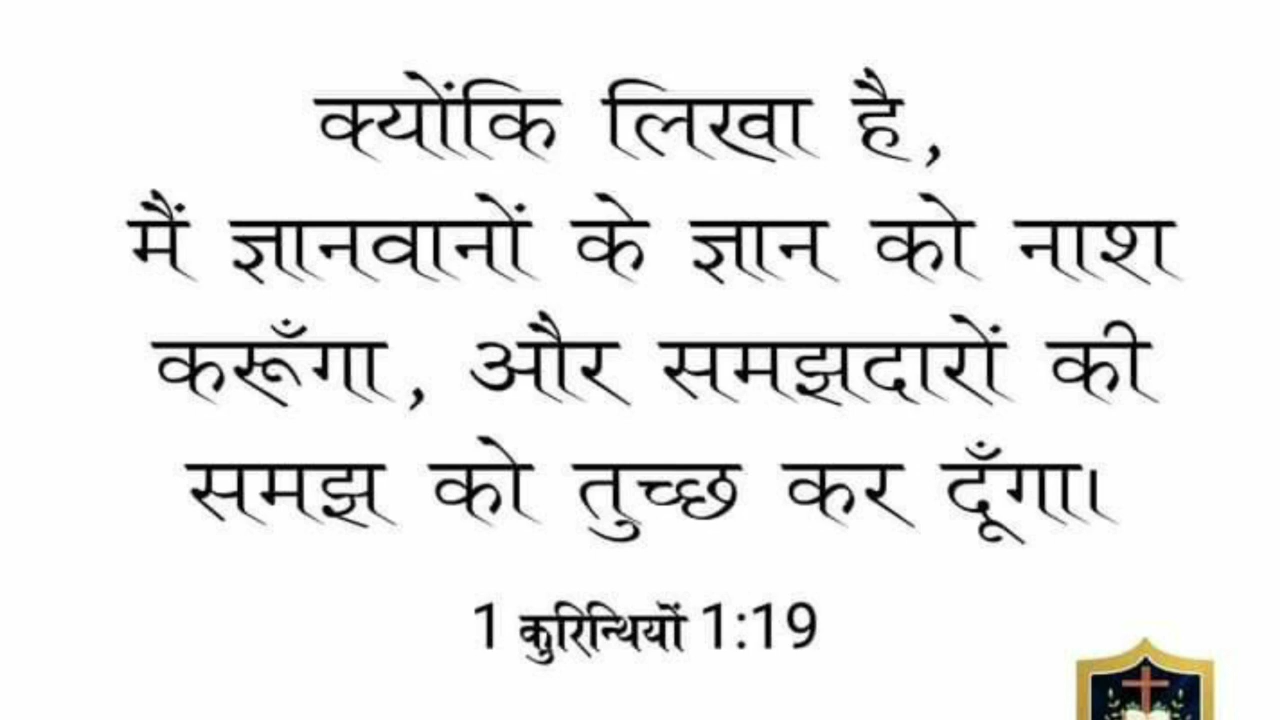 क्योंकि लिखा है,
मैं ज्ञानवानों के ज्ञान को नाश
करूँगा, और समझदारों की
समझ को तुच्छ कर दूँगा।
1 कुरिन्थियों 1:19